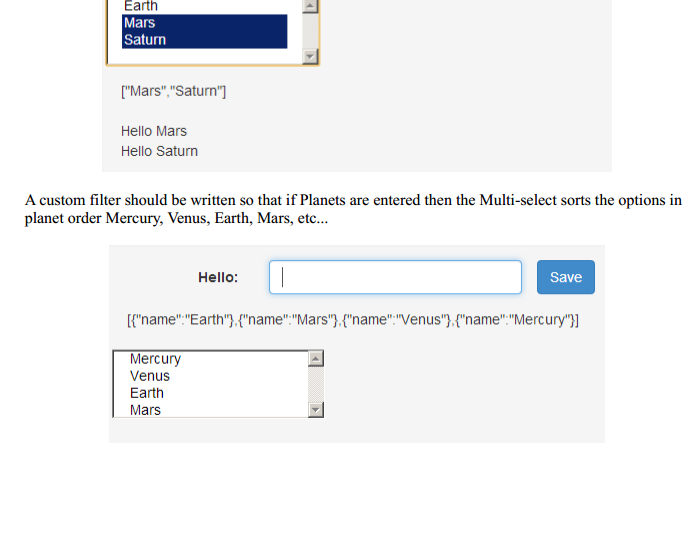 Earth
Mars
Saturn
["Mars","Saturn"]
Hello Mars
Hello Saturn
A custom filter should be written so that if Planets are entered then the Multi-select sorts the options in
planet order Mercury, Venus, Earth, Mars, etc...
Hello:
Save
[{"name":"Earth"},{"name":"Mars"},{"name":"Venus"},{"name":"Mercury"}]
Mercury
Venus
Earth
Mars